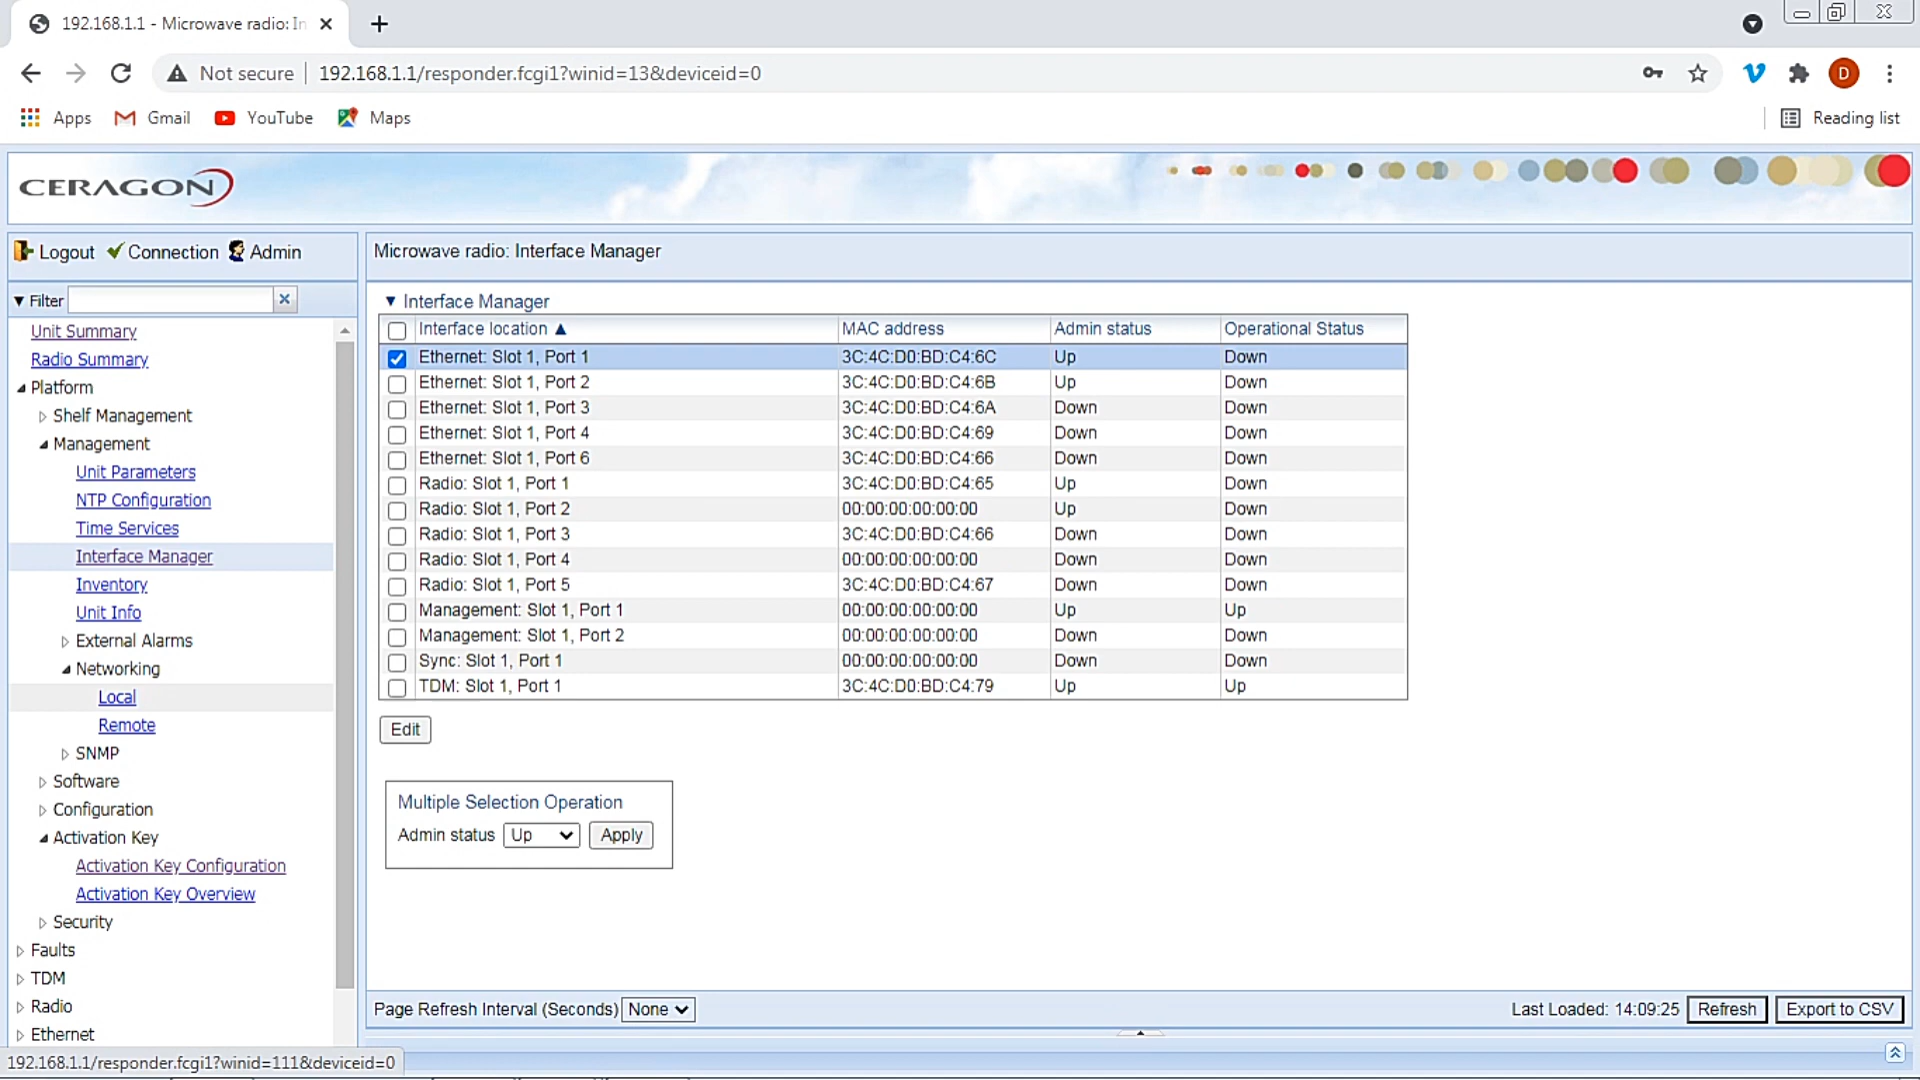 192.168.1.1 - Microwave radio: In
Not secure
192.168.1.1/responder.fcgi1?winid=13&deviceid=0
D
Apps
Gmail
YouTube
Maps
Reading list
CERAGON
Logout Connection Admin
Microwave radio: Interface Manager
Filter
Unit Summary
Radio Summary
Platform
Shelf Management
Management
Unit Parameters
NTP Configuration
Time Services
Interface Manager
Inventory
Unit Info
External Alarms
Networking
Local
Remote
SNMP
Software
Configuration
Activation Key
Activation Key Configuration
Activation Key Overview
Security
Faults
TDM
Radio
Ethernet
192.168.1.1/responder.fcgi1?winid=111&deviceid=0
Interface Manager
Interface location ▲ MAC address Admin status Operational Status
Ethernet: Slot 1, Port 1 3C:4C:D0:BD:C4:6C Up Down
Ethernet: Slot 1, Port 2 3C:4C:D0:BD:C4:6B Up Down
Ethernet: Slot 1, Port 3 3C:4C:D0:BD:C4:6A Down Down
Ethernet: Slot 1, Port 4 3C:4C:D0:BD:C4:69 Down Down
Ethernet: Slot 1, Port 6 3C:4C:D0:BD:C4:66 Down Down
Radio: Slot 1, Port 1 3C:4C:D0:BD:C4:65 Up Down
Radio: Slot 1, Port 2 00:00:00:00:00:00 Up Down
Radio: Slot 1, Port 3 3C:4C:D0:BD:C4:66 Down Down
Radio: Slot 1, Port 4 00:00:00:00:00:00 Down Down
Radio: Slot 1, Port 5 3C:4C:D0:BD:C4:67 Down Down
Management: Slot 1, Port 1 00:00:00:00:00:00 Up Up
Management: Slot 1, Port 2 00:00:00:00:00:00 Down Down
Sync: Slot 1, Port 1 00:00:00:00:00:00 Down Down
TDM: Slot 1, Port 1 3C:4C:D0:BD:C4:79 Up Up
Edit
Multiple Selection Operation
Admin status Up Apply
Page Refresh Interval (Seconds) None
Last Loaded: 14:09:25 Refresh Export to CSV